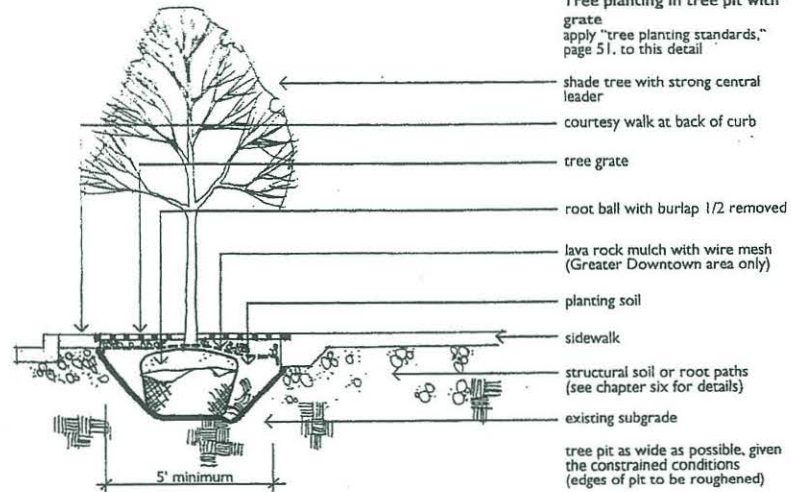 Tree planting in tree pit with
grate
apply "tree planting standards,"
page 51, to this detail
shade tree with strong central
leader
courtesy walk at back of curb
tree grate
root ball with burlap 1/2 removed
lava rock mulch with wire mesh
(Greater Downtown area only)
planting soil
sidewalk
structural soil or root paths
(see chapter six for details)
existing subgrade
tree pit as wide as possible, given
the constrained conditions
(edges of pit to be roughened)
5' minimum